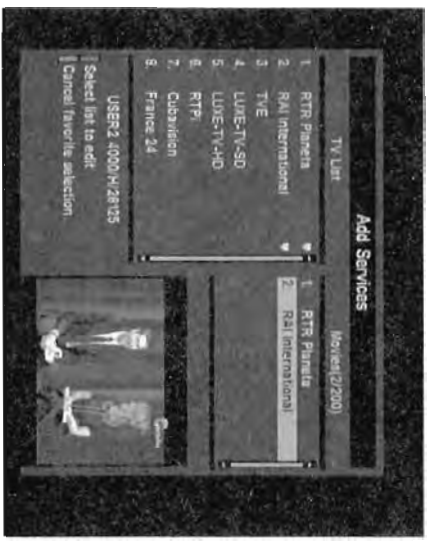 Add Services
TV List
Movies(2/200)
1. RTR Planeta
2. RAI International
3. TVE
4. LUXE-TV-SD
5. LUXE-TV-HD
6. RTPi
7. Cubavision
8. France 24
1. RTR Planeta
2. RAI International
USER2 4000/H/28125
Select list to edit
Cancel favorite selection